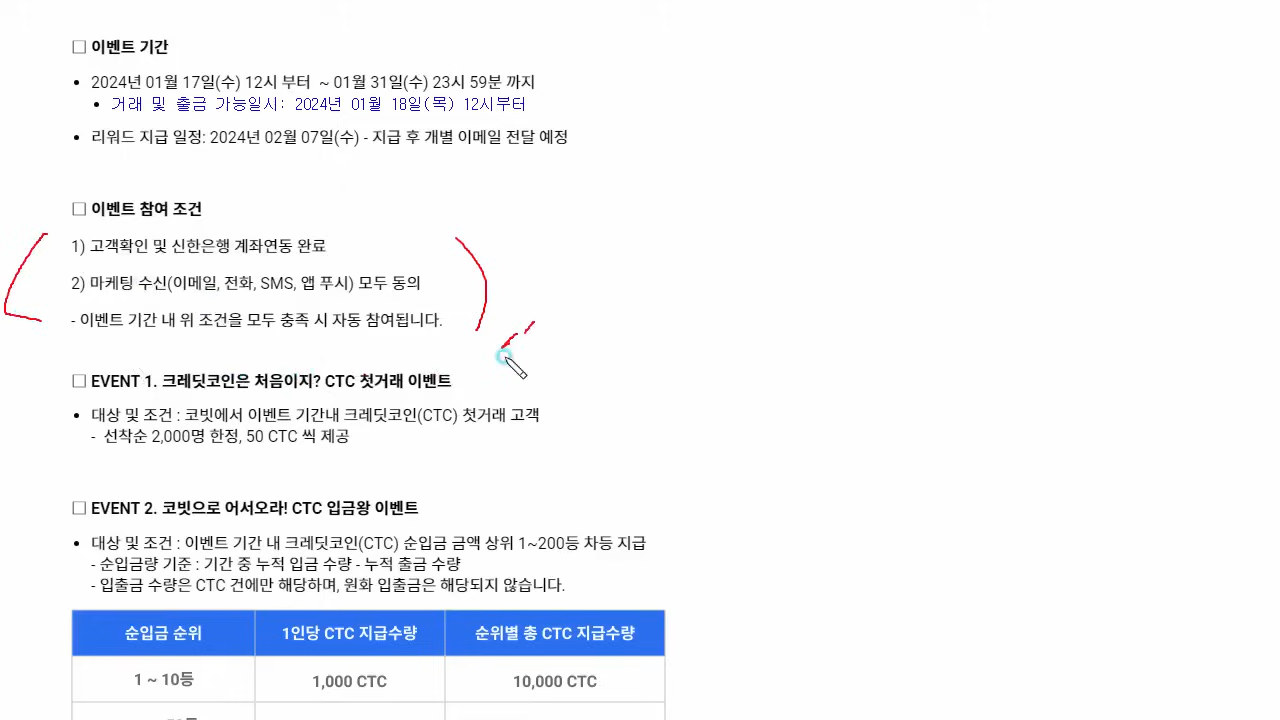 □ 이벤트 기간
• 2024년 01월 17일(수) 12시 부터 ~ 01월 31일(수) 23시 59분 까지
• 거래 및 출금 가능일시: 2024년 01월 18일(목) 12시부터
• 리워드 지급 일정: 2024년 02월 07일(수) - 지급 후 개별 이메일 전달 예정
□ 이벤트 참여 조건
1) 고객확인 및 신한은행 계좌연동 완료
2) 마케팅 수신(이메일, 전화, SMS, 앱 푸시) 모두 동의
- 이벤트 기간 내 위 조건을 모두 충족 시 자동 참여됩니다.
□ EVENT 1. 크레딧코인은 처음이지? CTC 첫거래 이벤트
• 대상 및 조건 : 코빗에서 이벤트 기간내 크레딧코인(CTC) 첫거래 고객
- 선착순 2,000명 한정, 50 CTC 씩 제공
□ EVENT 2. 코빗으로 어서오라! CTC 입금왕 이벤트
• 대상 및 조건 : 이벤트 기간 내 크레딧코인(CTC) 순입금 금액 상위 1~200등 차등 지급
- 순입금량 기준 : 기간 중 누적 입금 수량 - 누적 출금 수량
- 입출금 수량은 CTC 건에만 해당하며, 원화 입출금은 해당되지 않습니다.
순입금 순위 1인당 CTC 지급수량 순위별 총 CTC 지급수량
1 ~ 10등 1,000 CTC 10,000 CTC